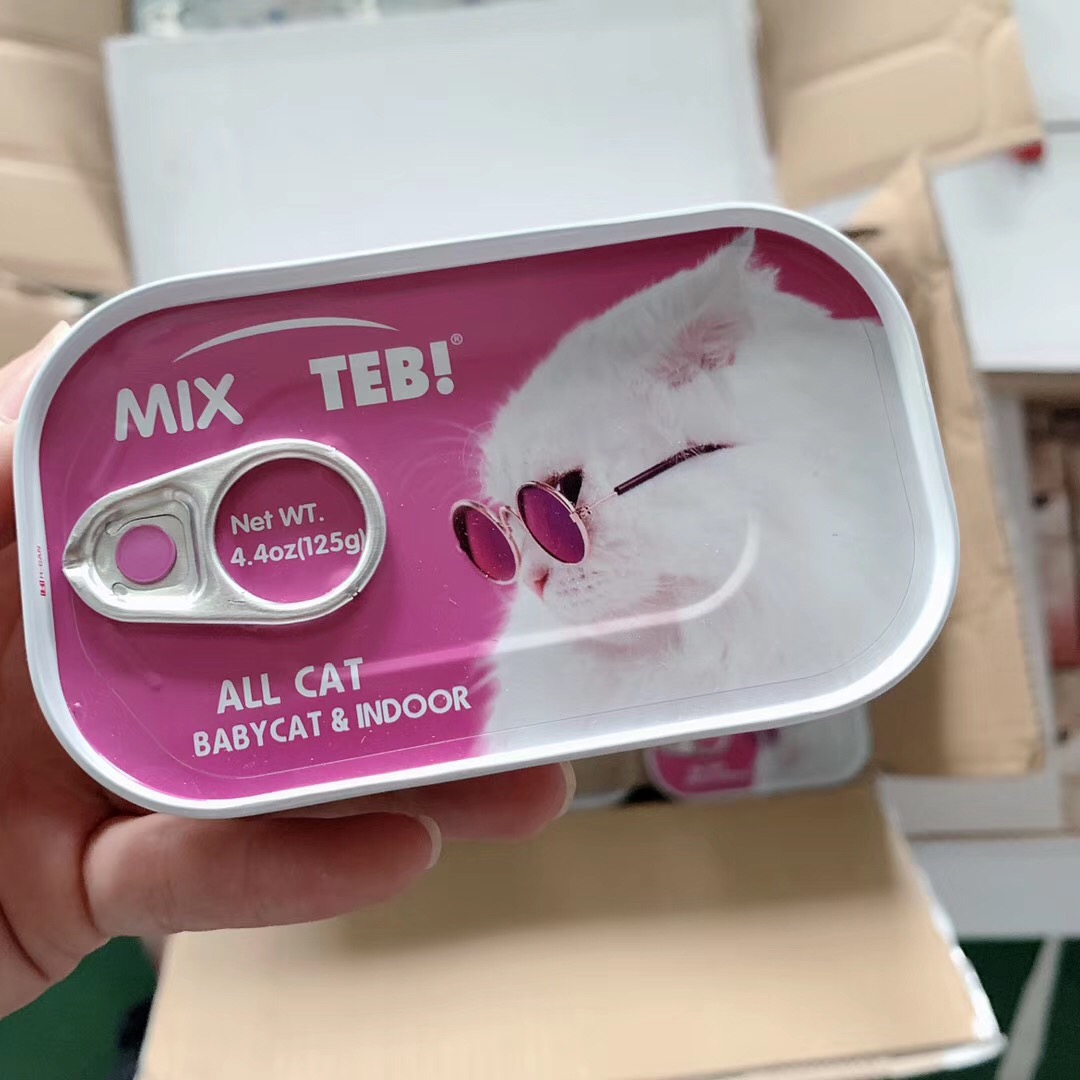 MIX TEB!®
Net WT.
4.4oz(125g)
ALL CAT
BABYCAT & INDOOR